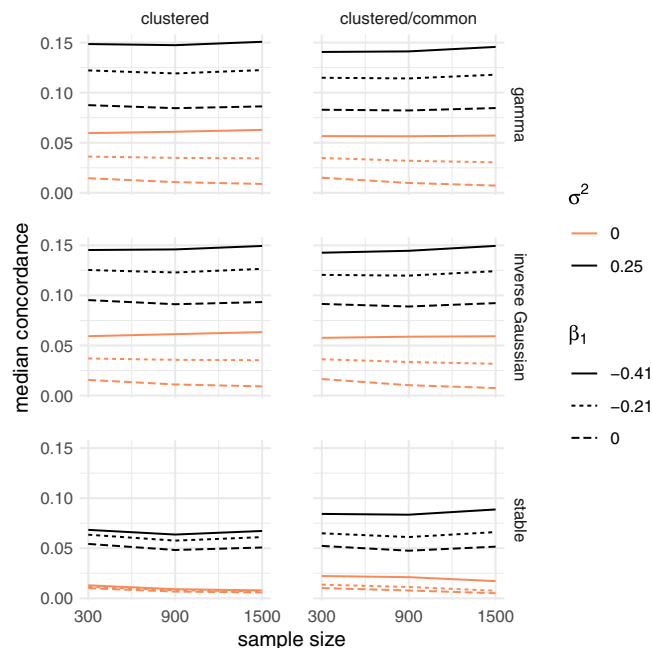 clustered
clustered/common
0.15
0.10
0.05
0.00
gamma
0.15
0.10
0.05
0.00
inverse Gaussian
0.15
0.10
0.05
0.00
stable
300
900
1500
300
900
1500
sample size
median concordance
σ²
0
0.25
β₁
−0.41
−0.21
0